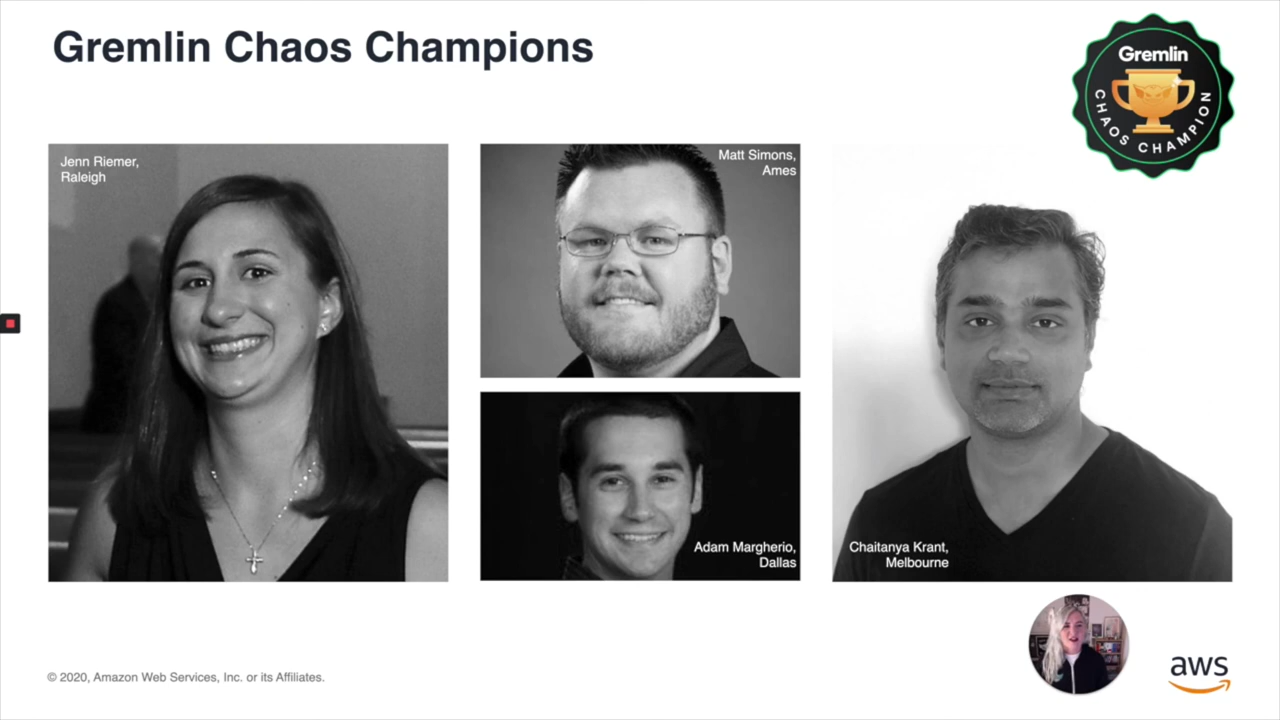 Gremlin Chaos Champions
Gremlin
CHAOS CHAMPION
Jenn Riemer,
Raleigh
Matt Simons,
Ames
Adam Margherio,
Dallas
Chaitanya Krant,
Melbourne
© 2020, Amazon Web Services, Inc. or its Affiliates.
aws